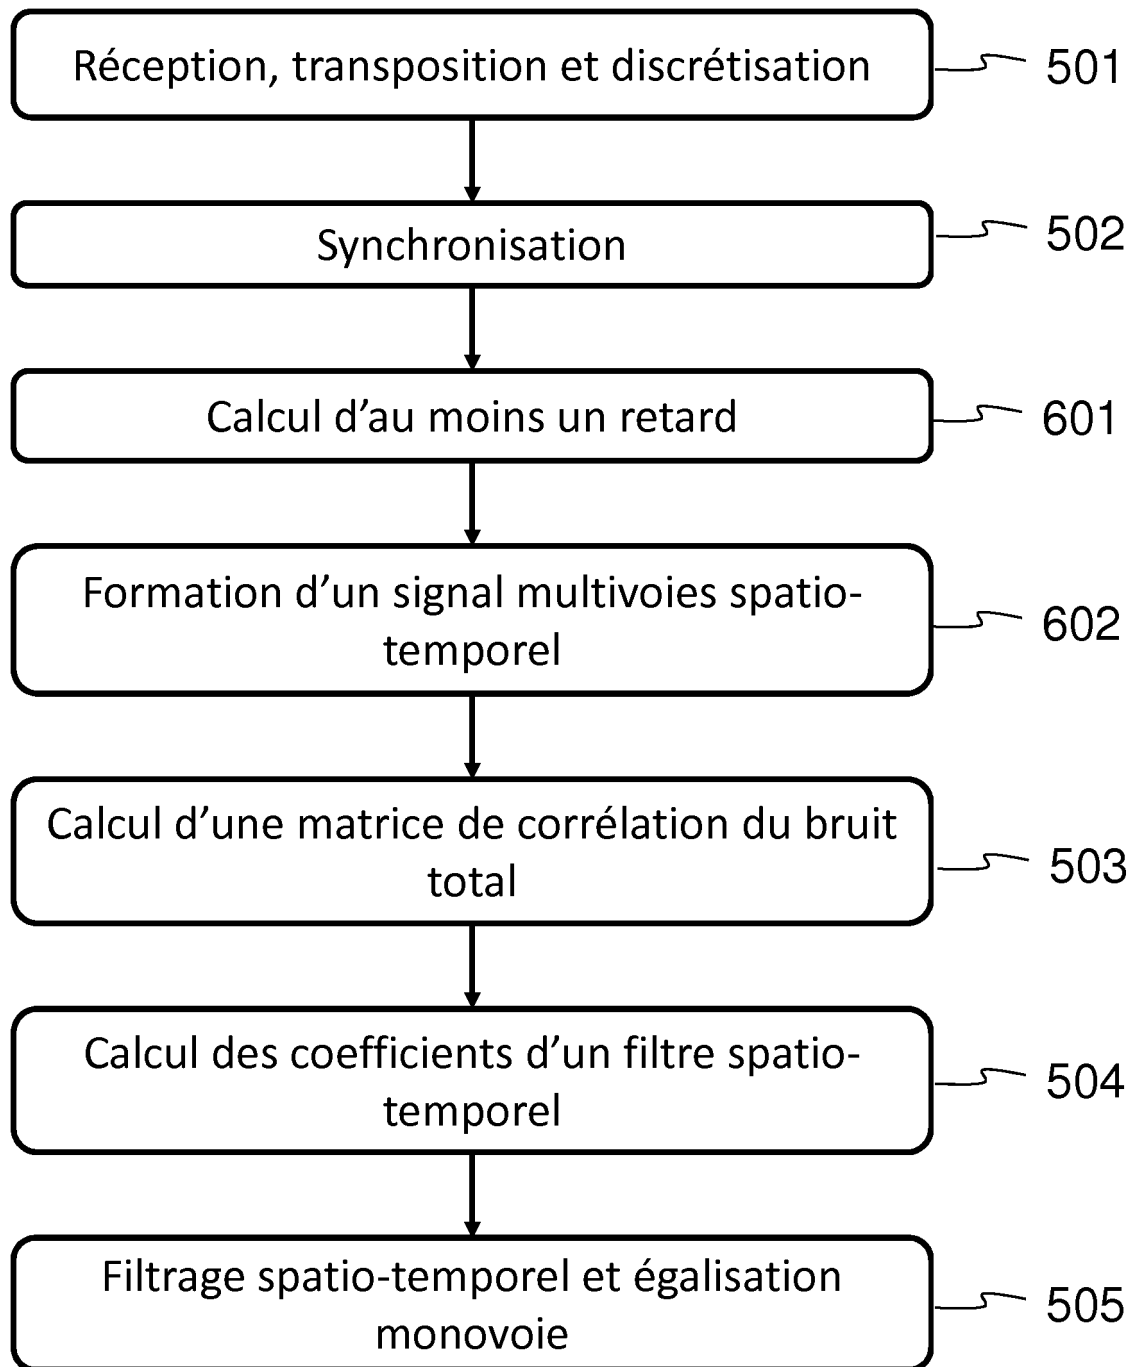 Réception, transposition et discrétisation
501
Synchronisation
502
Calcul d'au moins un retard
601
Formation d'un signal multivoies spatio-
temporel
602
Calcul d'une matrice de corrélation du bruit
total
503
Calcul des coefficients d'un filtre spatio-
temporel
504
Filtrage spatio-temporel et égalisation
monovoie
505